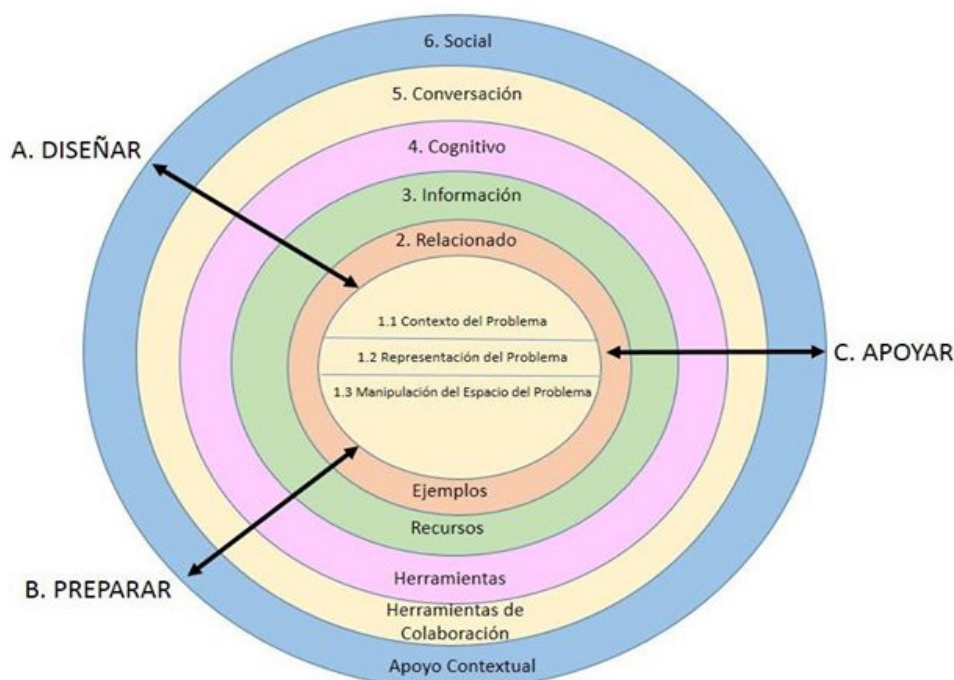 6. Social
5. Conversación
A. DISEÑAR
4. Cognitivo
3. Información
2. Relacionado
1.1 Contexto del Problema
1.2 Representación del Problema
C. APOYAR
1.3 Manipulación del Espacio del Problema
Ejemplos
Recursos
B. PREPARAR
Herramientas
Herramientas de
Colaboración
Apoyo Contextual